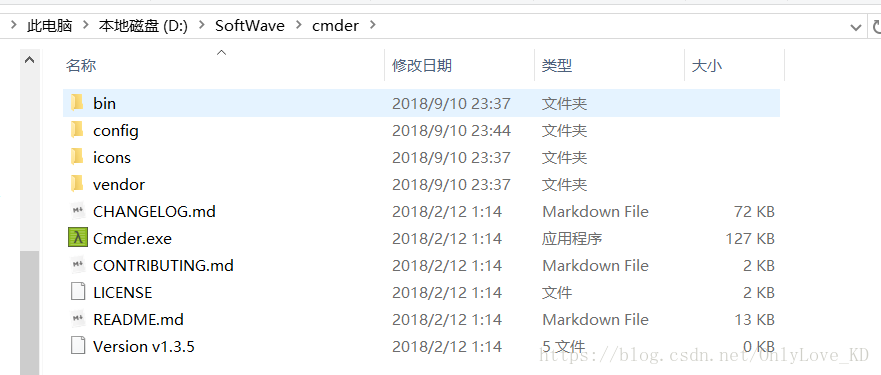 此电脑 > 本地磁盘 (D:) > SoftWave > cmder >
名称 修改日期 类型 大小
bin 2018/9/10 23:37 文件夹
config 2018/9/10 23:44 文件夹
icons 2018/9/10 23:37 文件夹
vendor 2018/9/10 23:37 文件夹
CHANGELOG.md 2018/2/12 1:14 Markdown File 72 KB
Cmder.exe 2018/2/12 1:14 应用程序 127 KB
CONTRIBUTING.md 2018/2/12 1:14 Markdown File 2 KB
LICENSE 2018/2/12 1:14 文件 2 KB
README.md 2018/2/12 1:14 Markdown File 13 KB
Version v1.3.5 2018/2/12 1:14 5 文件 0 KB
https://blog.csdn.net/OnlyLove_KD